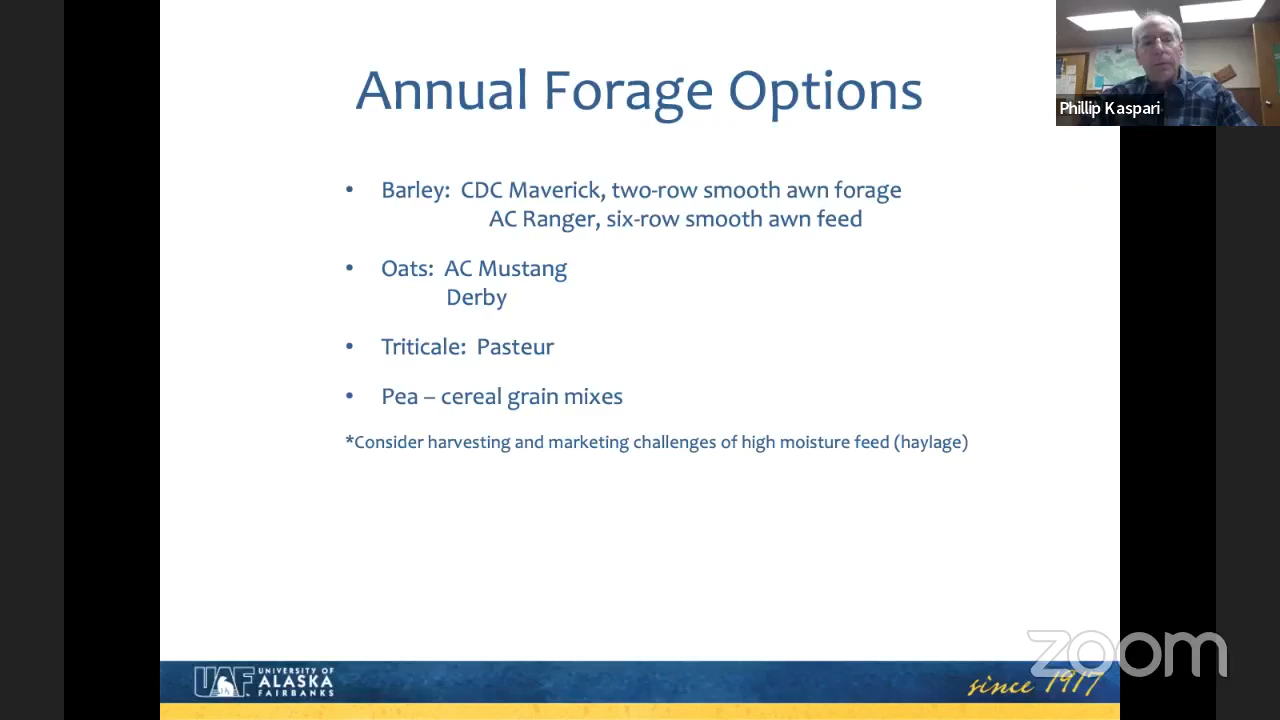 Annual Forage Options
Phillip Kaspari
• Barley: CDC Maverick, two-row smooth awn forage
AC Ranger, six-row smooth awn feed
• Oats: AC Mustang
Derby
• Triticale: Pasteur
• Pea – cereal grain mixes
*Consider harvesting and marketing challenges of high moisture feed (haylage)
zoom
UAF UNIVERSITY OF
ALASKA
FAIRBANKS
since 1917